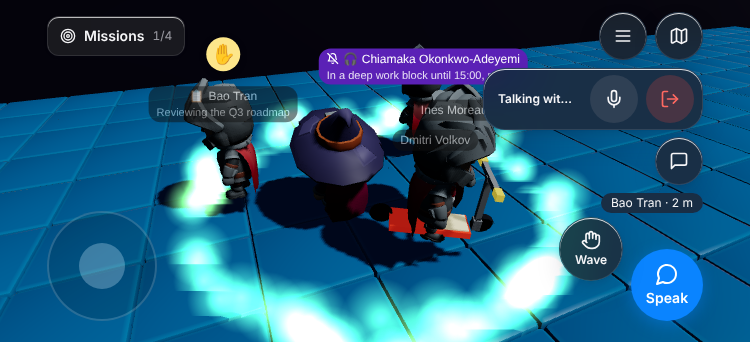 Missions 1/4
🎧 Chiamaka Okonkwo-Adeyemi
In a deep work block until 15:00,
Bao Tran
Reviewing the Q3 roadmap
Talking wit...
Ines Moreau
Dmitri Volkov
Bao Tran · 2 m
Wave
Speak